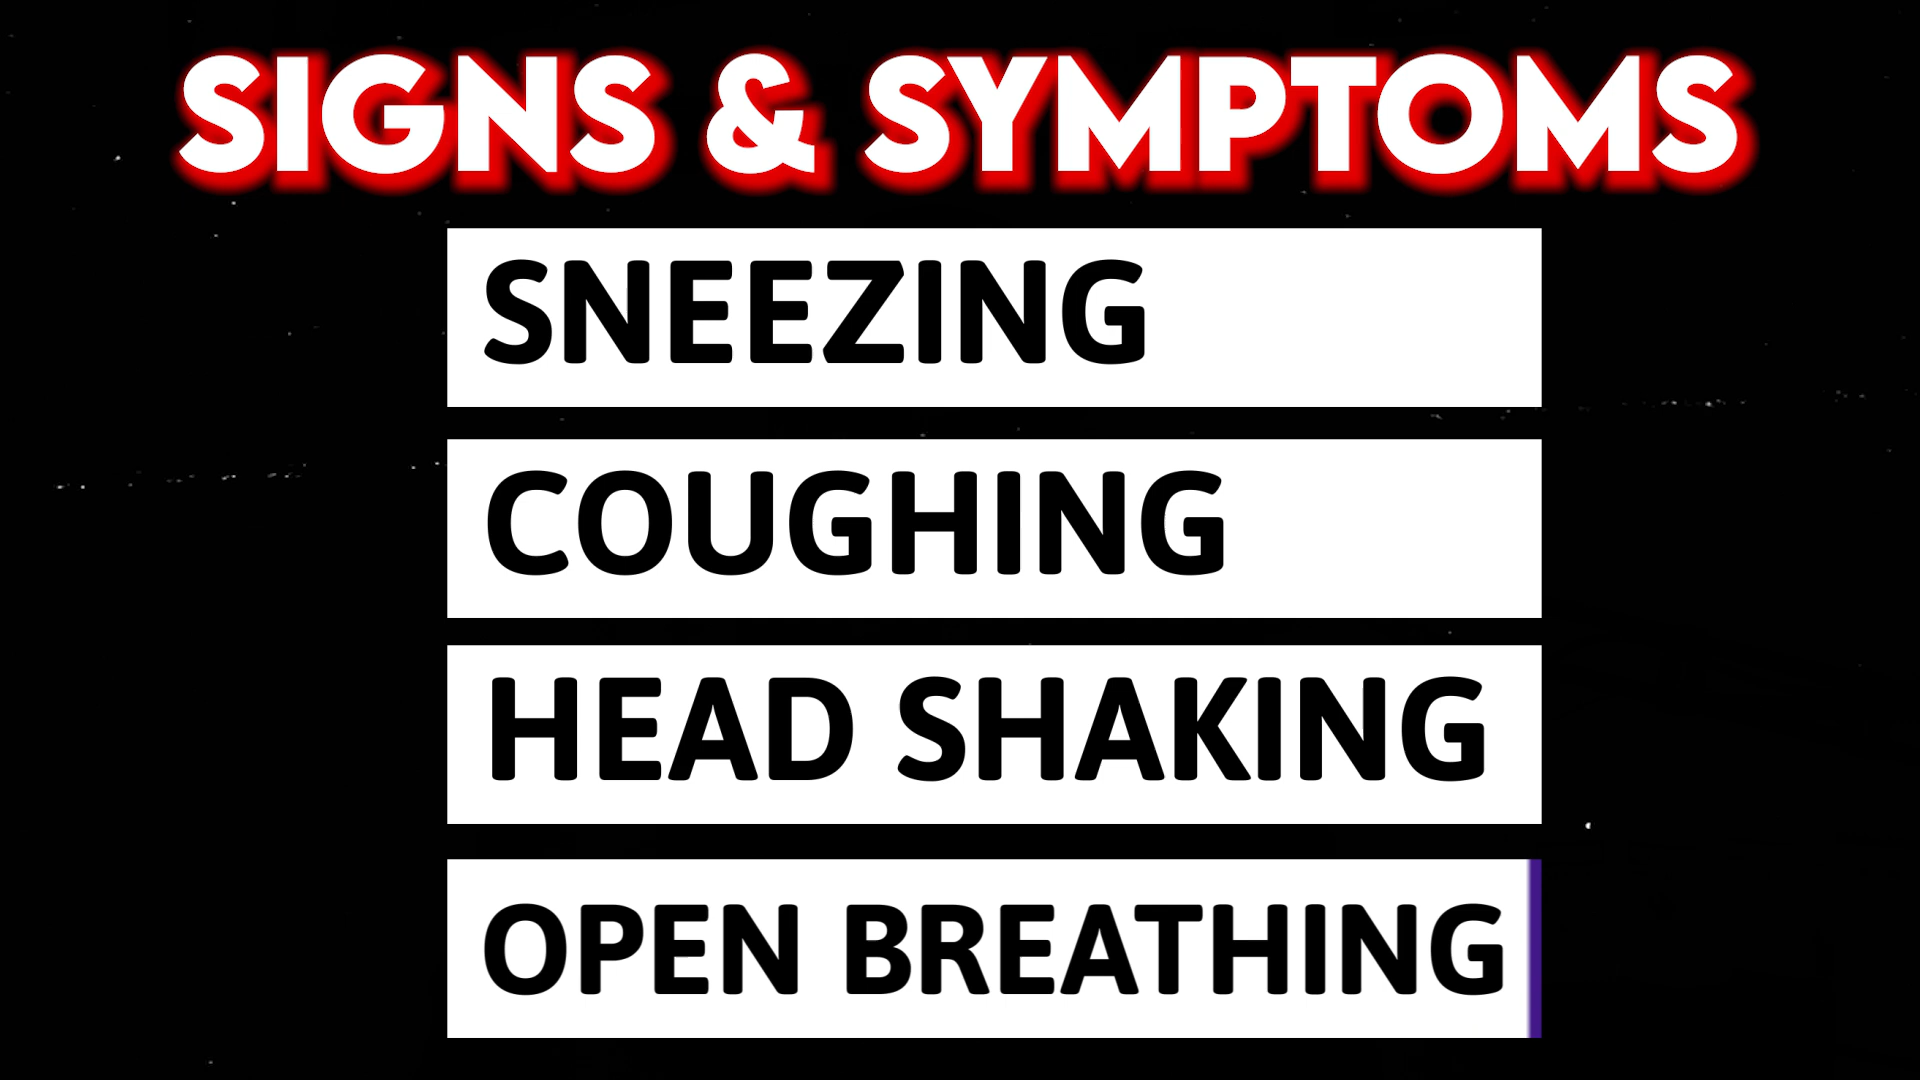 SIGNS & SYMPTOMS
SNEEZING
COUGHING
HEAD SHAKING
OPEN BREATHING